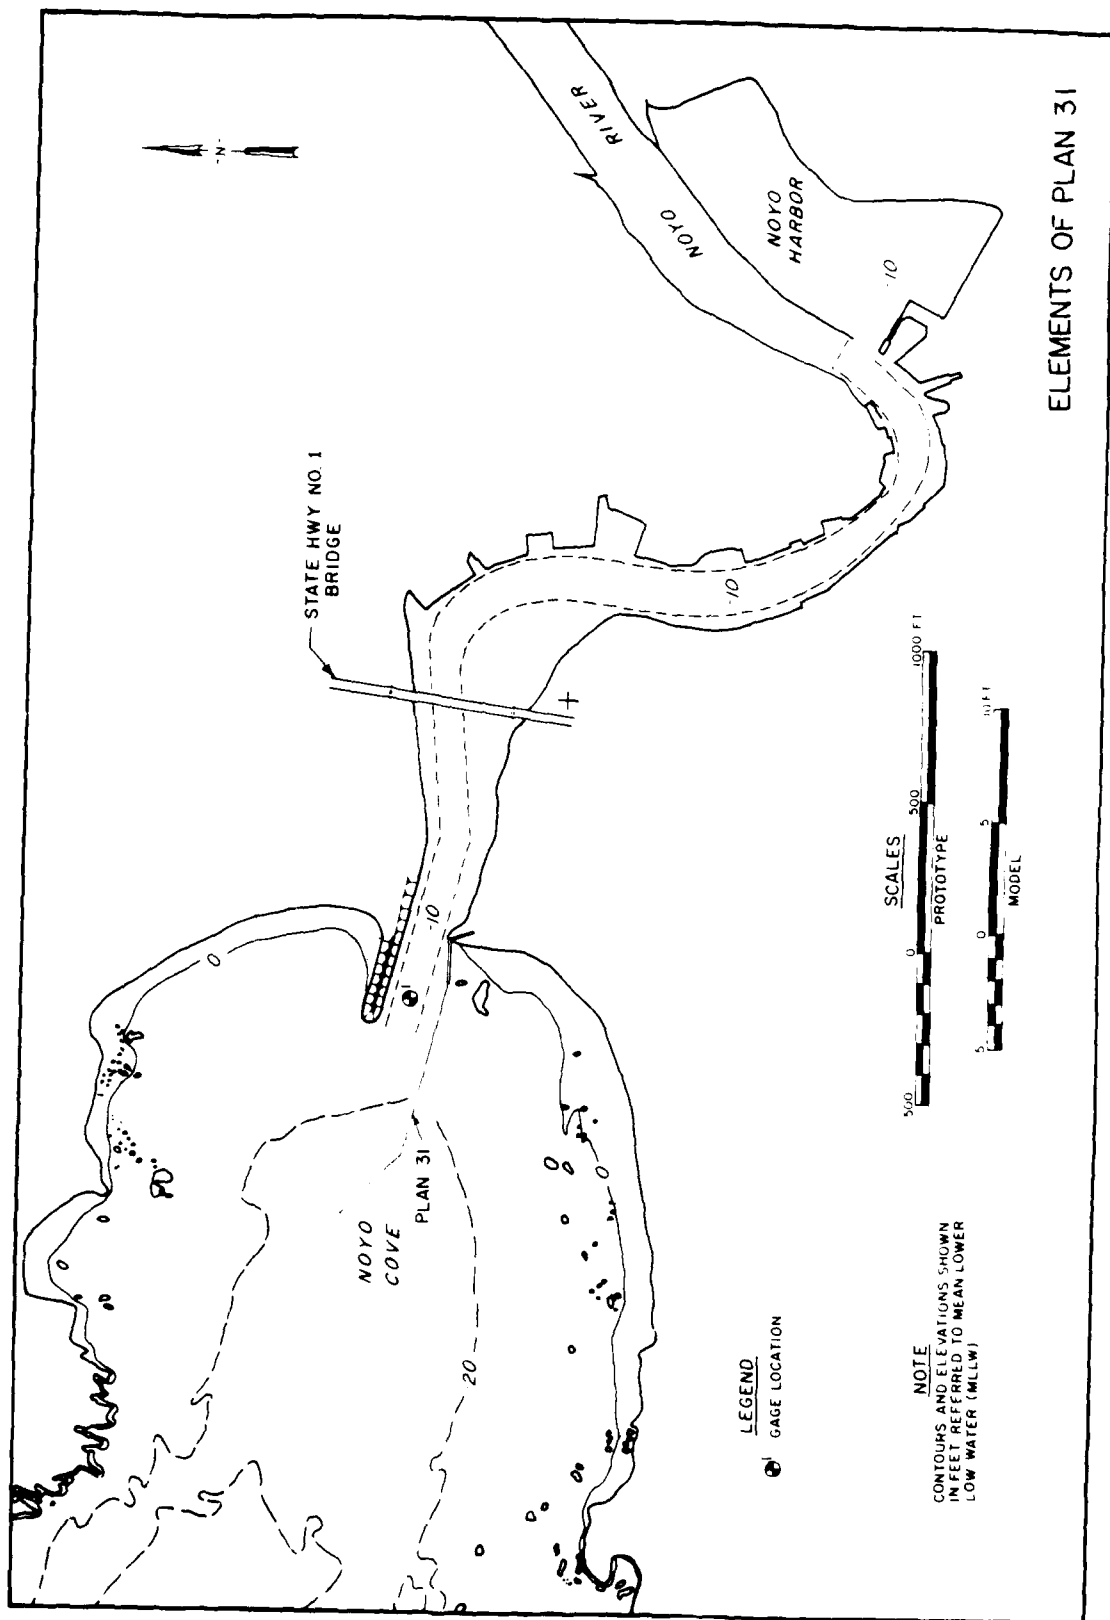 -N-
STATE HWY NO. 1
BRIDGE
RIVER
NOYO
NOYO
HARBOR
-10
-10
-10
0
NOYO
COVE
PLAN 31
20
0
1
LEGEND
1 GAGE LOCATION
NOTE
CONTOURS AND ELEVATIONS SHOWN
IN FEET REFERRED TO MEAN LOWER
LOW WATER (MLLW)
SCALES
500 0 500 1000 FT
PROTOTYPE
5 0 5 10 FT
MODEL
ELEMENTS OF PLAN 31